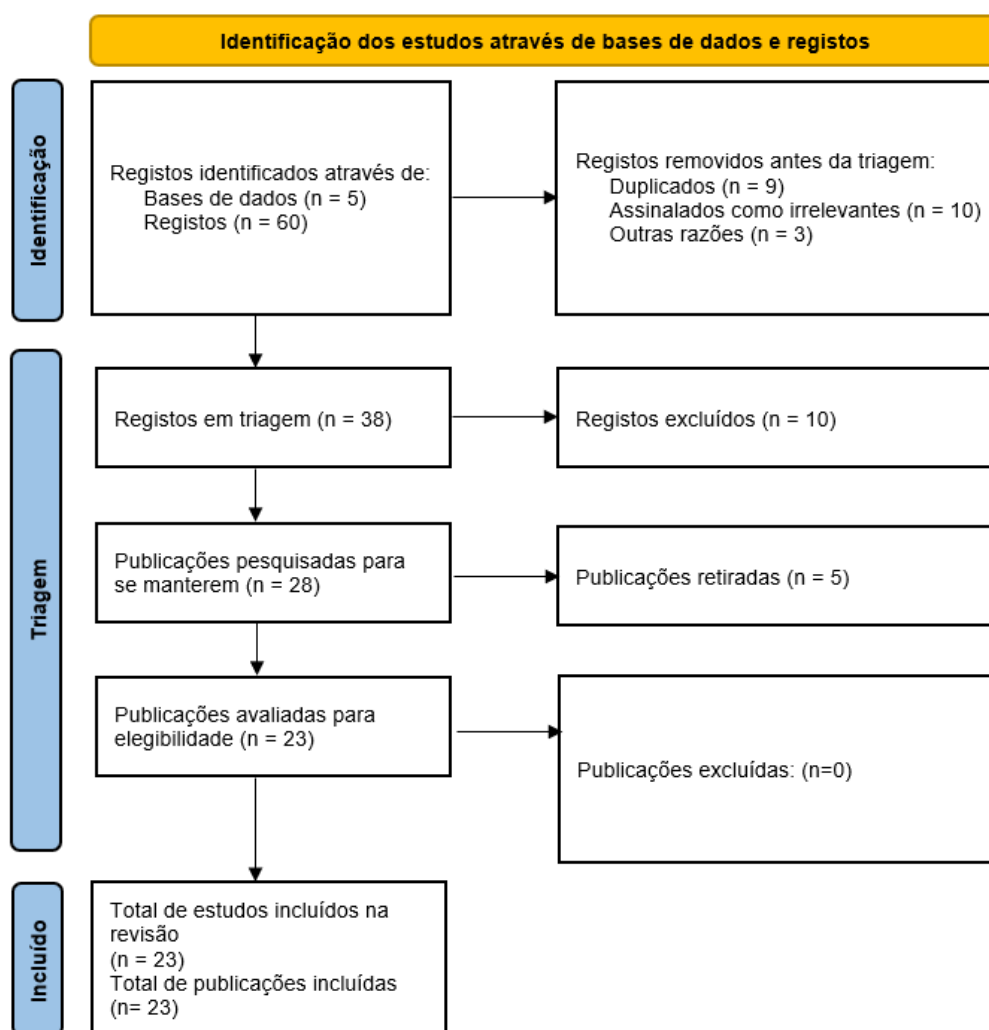 Identificação dos estudos através de bases de dados e registos
Identificação
Registos identificados através de:
Bases de dados (n = 5)
Registos (n = 60)
Registos removidos antes da triagem:
Duplicados (n = 9)
Assinalados como irrelevantes (n = 10)
Outras razões (n = 3)
Triagem
Registos em triagem (n = 38)
Registos excluídos (n = 10)
Publicações pesquisadas para
se manterem (n = 28)
Publicações retiradas (n = 5)
Publicações avaliadas para
elegibilidade (n = 23)
Publicações excluídas: (n=0)
Incluído
Total de estudos incluídos na
revisão
(n = 23)
Total de publicações incluídas
(n= 23)